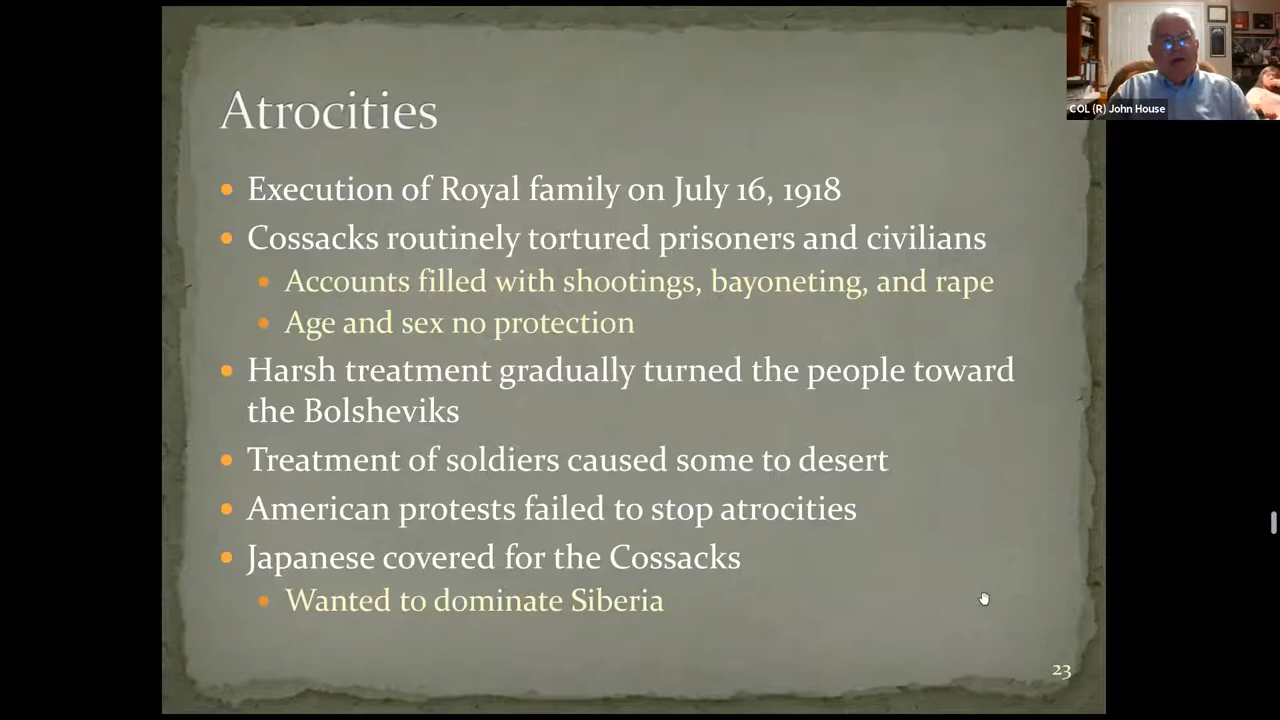 COL (R) John House
Atrocities
• Execution of Royal family on July 16, 1918
• Cossacks routinely tortured prisoners and civilians
• Accounts filled with shootings, bayoneting, and rape
• Age and sex no protection
• Harsh treatment gradually turned the people toward
the Bolsheviks
• Treatment of soldiers caused some to desert
• American protests failed to stop atrocities
• Japanese covered for the Cossacks
• Wanted to dominate Siberia
23